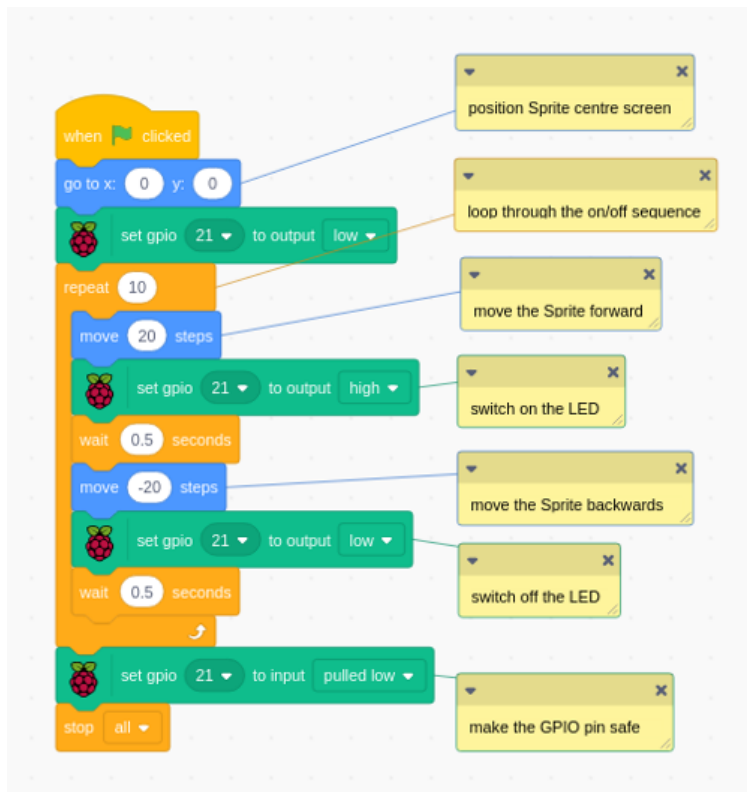 when clicked
go to x: 0 y: 0
set gpio 21 to output low
repeat 10
move 20 steps
set gpio 21 to output high
wait 0.5 seconds
move -20 steps
set gpio 21 to output low
wait 0.5 seconds
set gpio 21 to input pulled low
stop all
position Sprite centre screen
loop through the on/off sequence
move the Sprite forward
switch on the LED
move the Sprite backwards
switch off the LED
make the GPIO pin safe